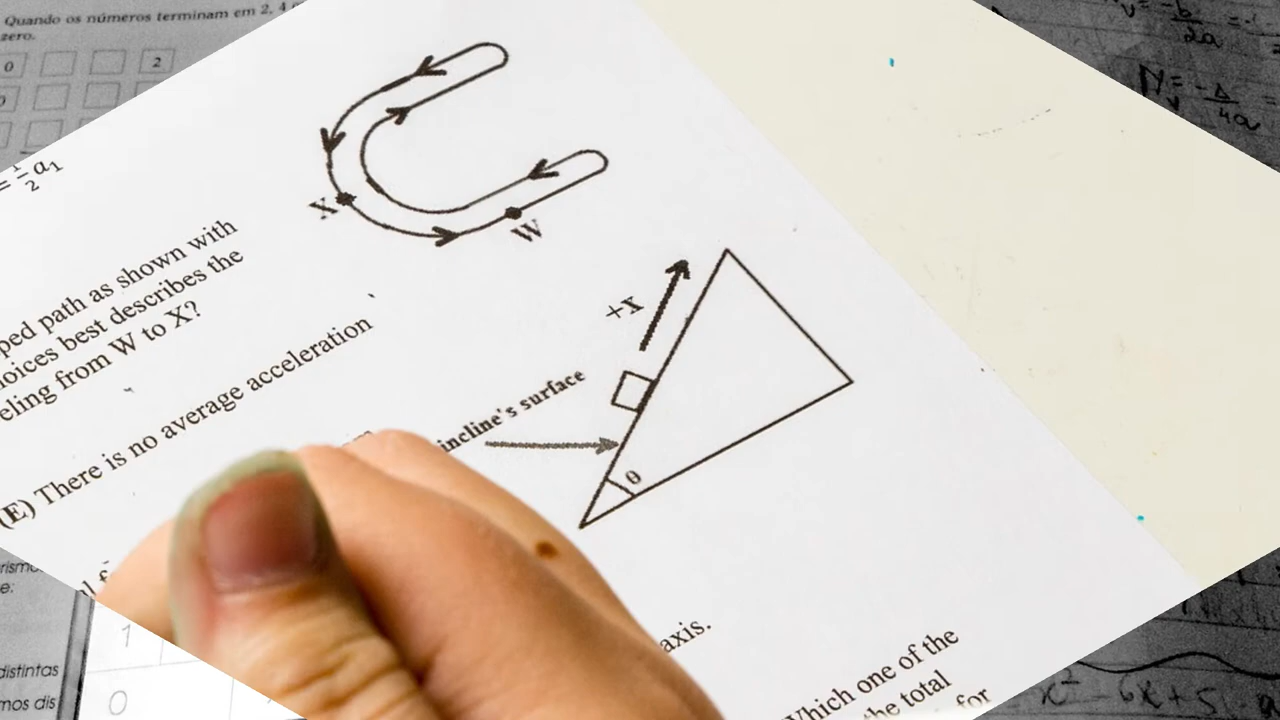 Quando os números terminam em 2, 4
zero.
0 2
= 1/2 a₁
ped path as shown with
oices best describes the
eling from W to X?
(E) There is no average acceleration
X
W
+x
incline's surface
θ
axis.
Which one of the
the total
for
distintas
mos dis
1
0
x² - 6x + 5
-b
2a
-Δ
4a